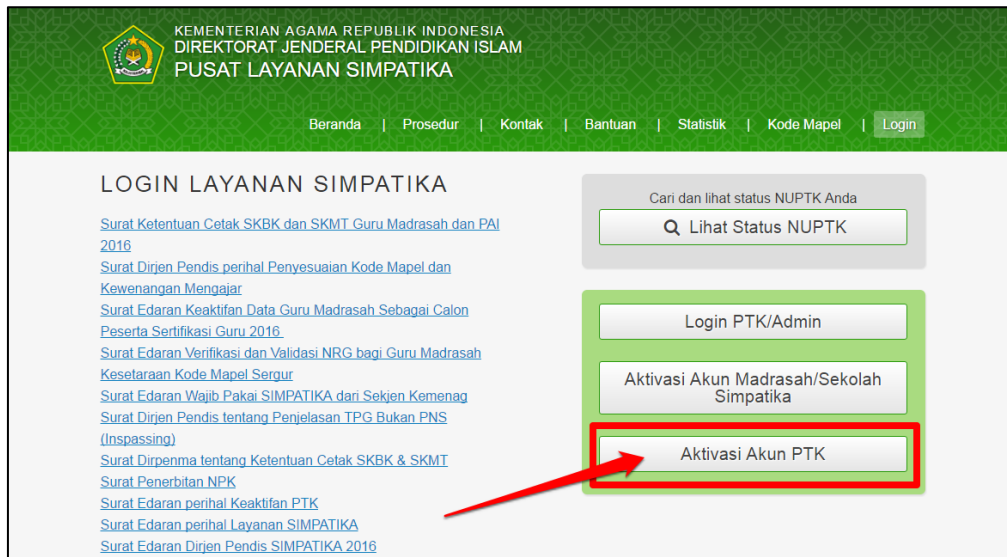 KEMENTERIAN AGAMA REPUBLIK INDONESIA
DIREKTORAT JENDERAL PENDIDIKAN ISLAM
PUSAT LAYANAN SIMPATIKA
Beranda | Prosedur | Kontak | Bantuan | Statistik | Kode Mapel | Login
LOGIN LAYANAN SIMPATIKA
Surat Ketentuan Cetak SKBK dan SKMT Guru Madrasah dan PAI
2016
Surat Dirjen Pendis perihal Penyesuaian Kode Mapel dan
Kewenangan Mengajar
Surat Edaran Keaktifan Data Guru Madrasah Sebagai Calon
Peserta Sertifikasi Guru 2016
Surat Edaran Verifikasi dan Validasi NRG bagi Guru Madrasah
Kesetaraan Kode Mapel Sergur
Surat Edaran Wajib Pakai SIMPATIKA dari Sekjen Kemenag
Surat Dirjen Pendis tentang Penjelasan TPG Bukan PNS
(Inspassing)
Surat Dirpenma tentang Ketentuan Cetak SKBK & SKMT
Surat Penerbitan NPK
Surat Edaran perihal Keaktifan PTK
Surat Edaran perihal Layanan SIMPATIKA
Surat Edaran Dirjen Pendis SIMPATIKA 2016
Cari dan lihat status NUPTK Anda
Lihat Status NUPTK
Login PTK/Admin
Aktivasi Akun Madrasah/Sekolah
Simpatika
Aktivasi Akun PTK